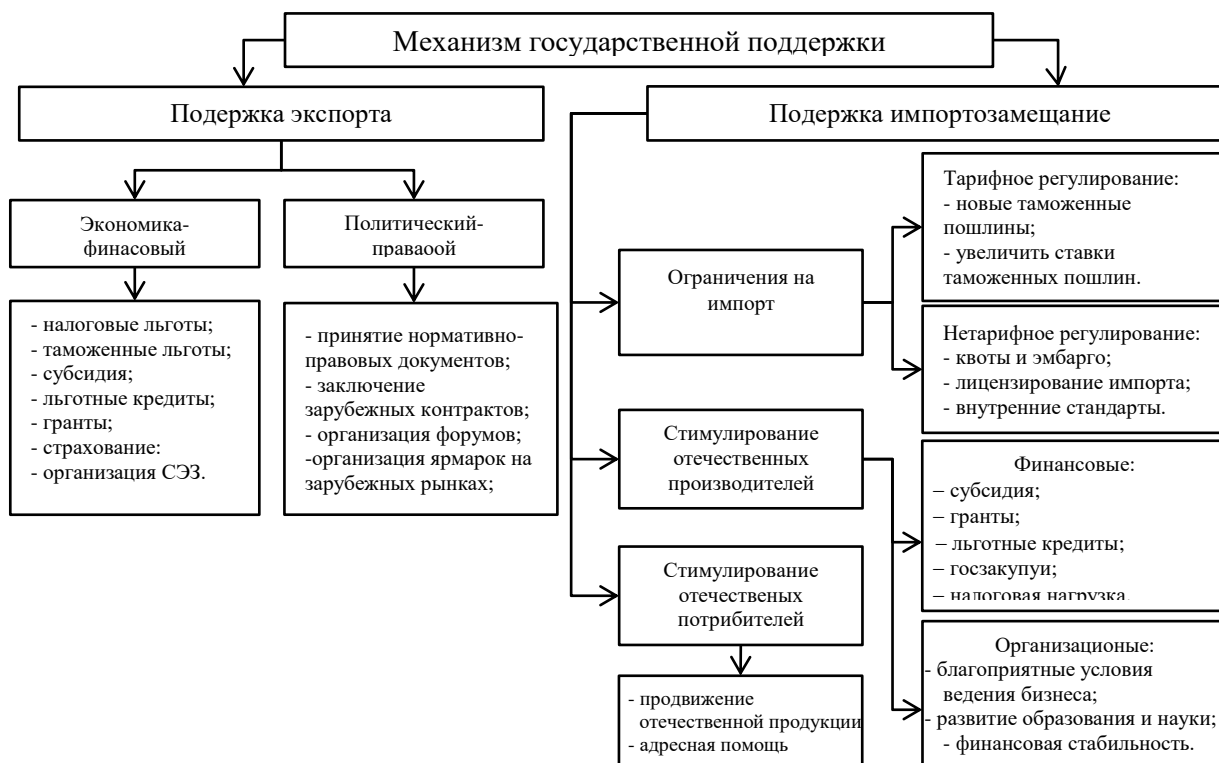 Механизм государственной поддержки
Подержка экспорта
Подержка импортозамещание
Экономика-
финасовый
Политический-
праваоой
- налоговые льготы;
- таможенные льготы;
- субсидия;
- льготные кредиты;
- гранты;
- страхование:
- организация СЭЗ.
- принятие нормативно-
правовых документов;
- заключение
зарубежных контрактов;
- организация форумов;
-организация ярмарок на
зарубежных рынках;
Ограничения на
импорт
Тарифное регулирование:
- новые таможенные
пошлины;
- увеличить ставки
таможенных пошлин.
Нетарифное регулирование:
- квоты и эмбарго;
- лицензирование импорта;
- внутренние стандарты.
Стимулирование
отечественных
производителей
Финансовые:
– субсидия;
– гранты;
– льготные кредиты;
– госзакупуи;
– налоговая нагрузка.
Организационые:
- благоприятные условия
ведения бизнеса;
- развитие образования и науки;
- финансовая стабильность.
Стимулирование
отечественых
потрибителей
- продвижение
отечественной продукции
- адресная помощь